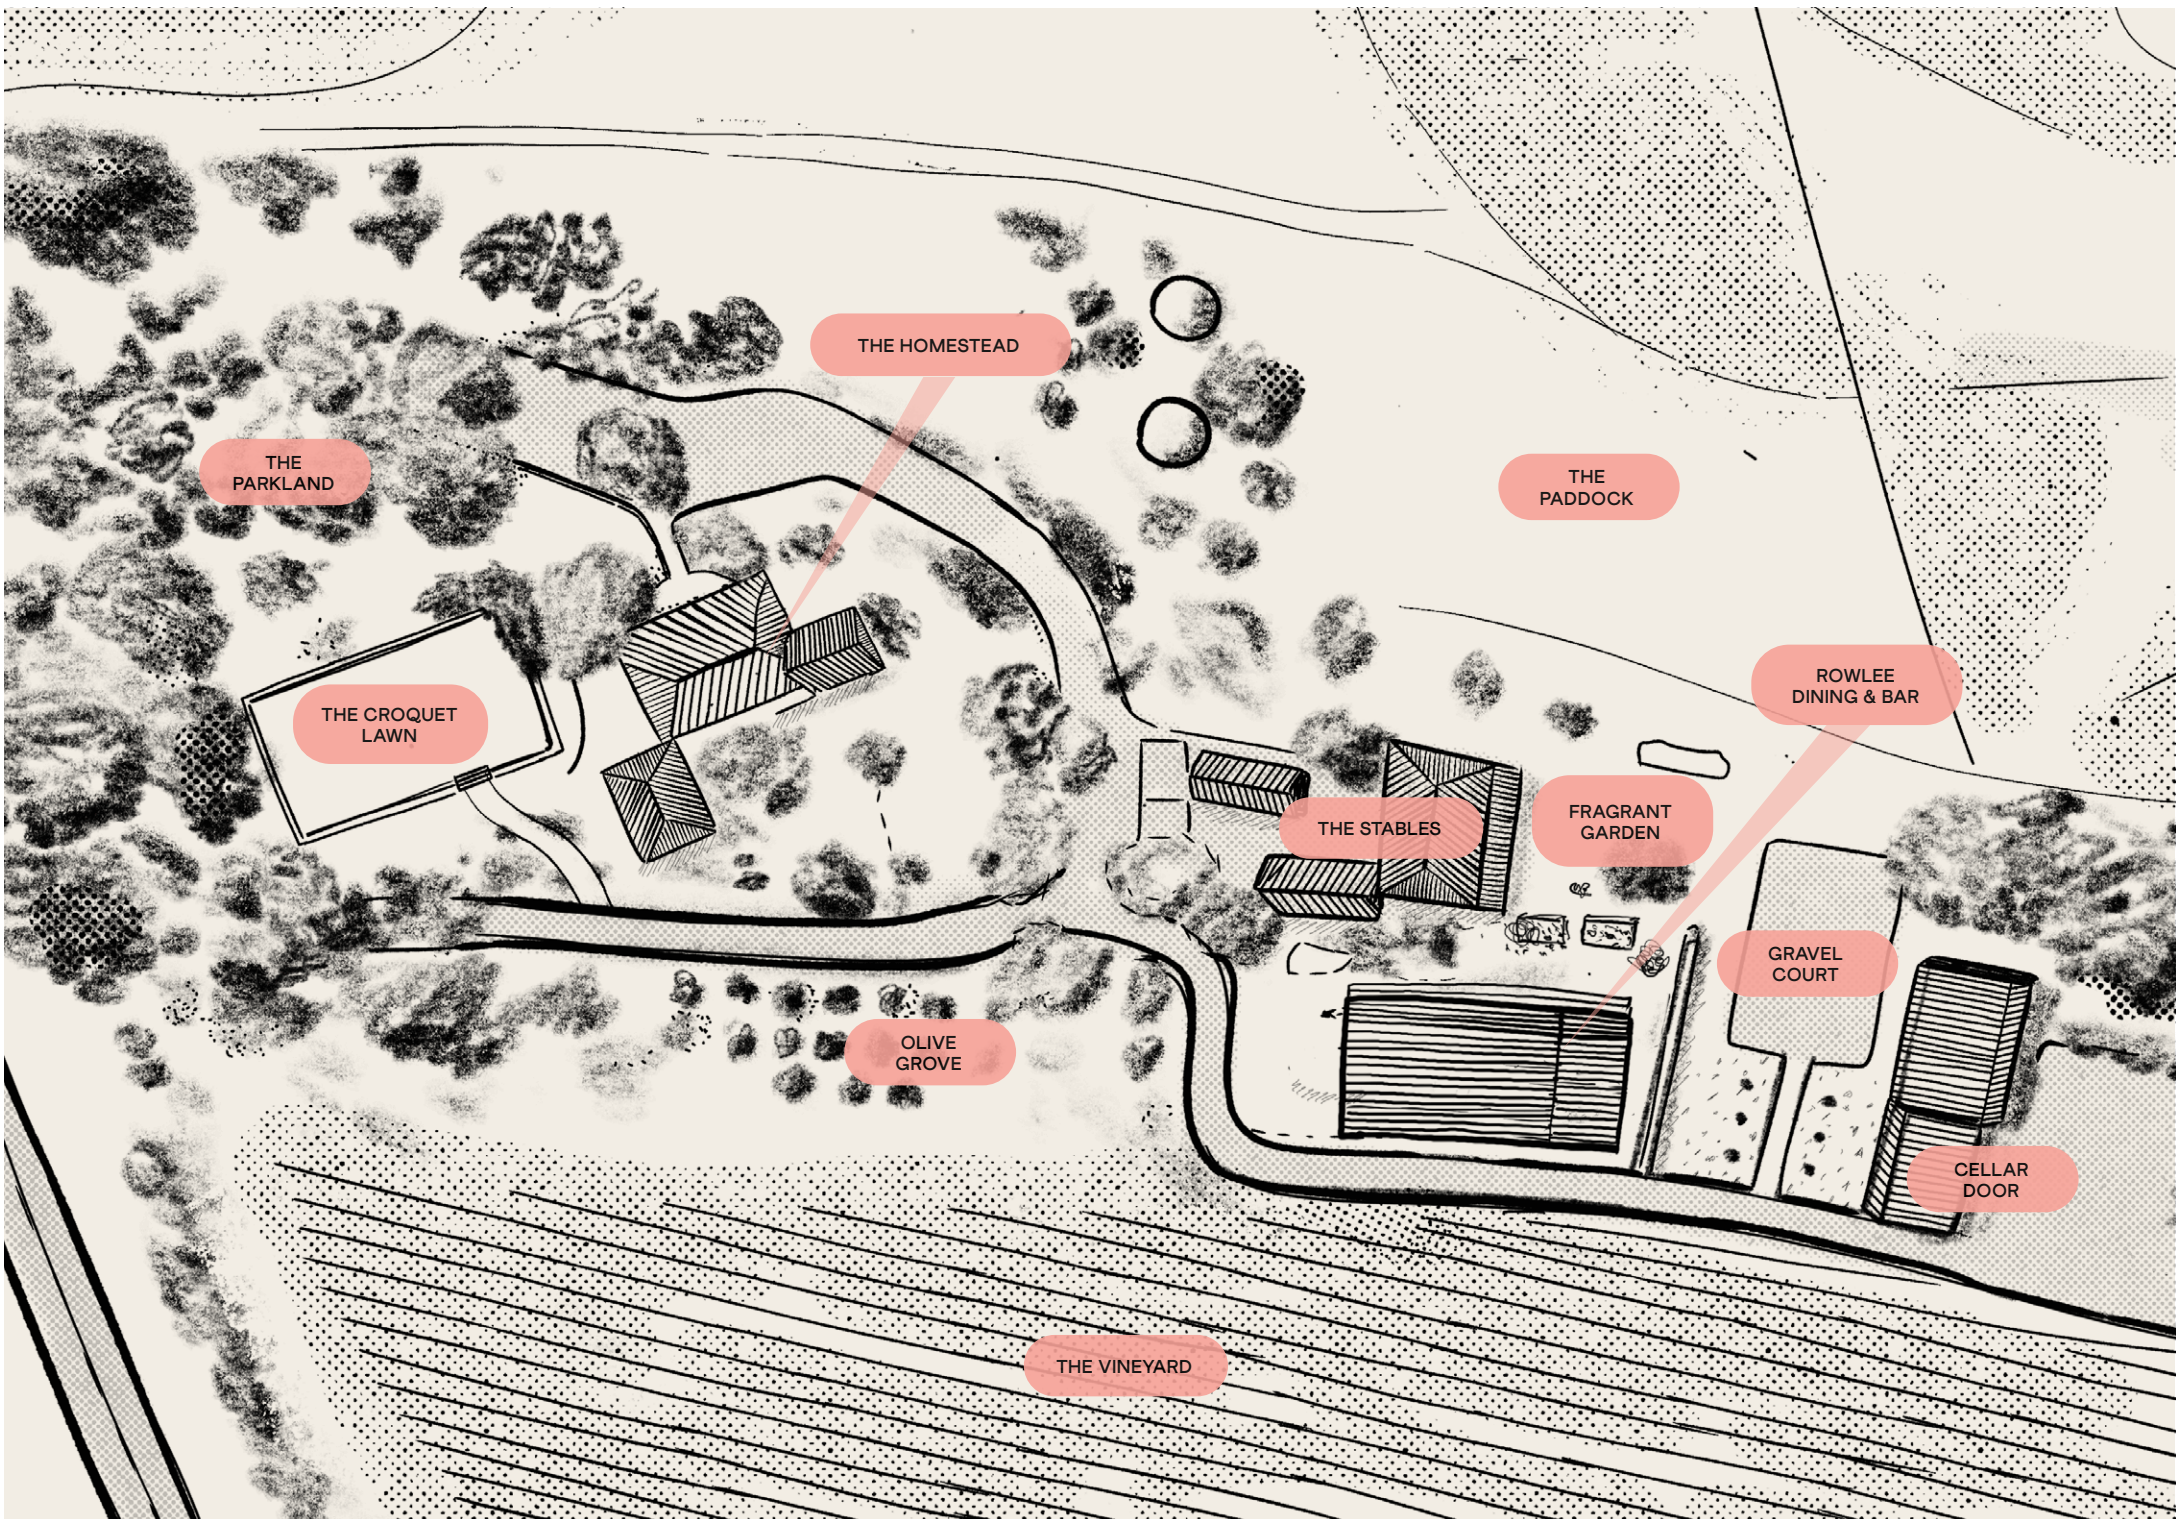 THE HOMESTEAD
THE
PARKLAND
THE
PADDOCK
ROWLEE
DINING & BAR
THE CROQUET
LAWN
FRAGRANT
GARDEN
THE STABLES
GRAVEL
COURT
OLIVE
GROVE
CELLAR
DOOR
THE VINEYARD